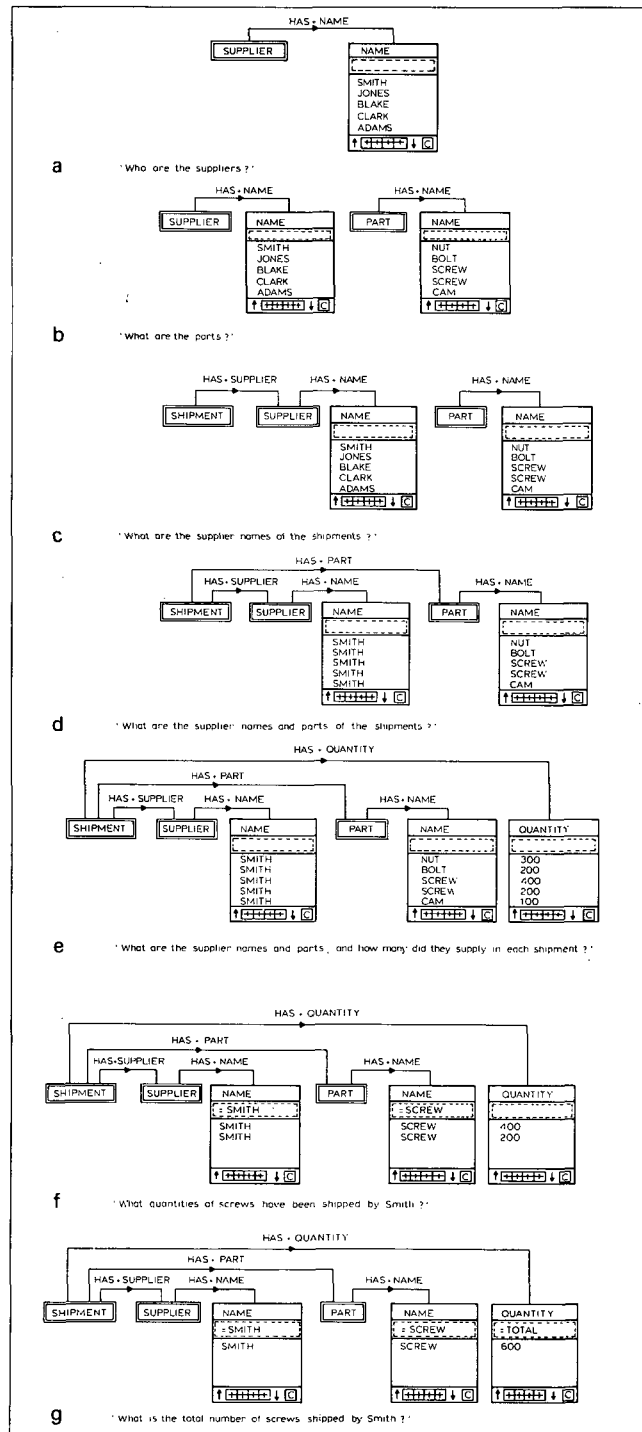 HAS • NAME
SUPPLIER NAME
SMITH
JONES
BLAKE
CLARK
ADAMS
↑ ↓ C
a 'Who are the suppliers ?'
HAS • NAME HAS • NAME
SUPPLIER NAME PART NAME
SMITH NUT
JONES BOLT
BLAKE SCREW
CLARK SCREW
ADAMS CAM
↑ ↓ C ↑ ↓ C
b 'What are the parts ?'
HAS • SUPPLIER HAS • NAME HAS • NAME
SHIPMENT SUPPLIER NAME PART NAME
SMITH NUT
JONES BOLT
BLAKE SCREW
CLARK SCREW
ADAMS CAM
↑ ↓ C ↑ ↓ C
c 'What are the supplier names of the shipments ?'
HAS • PART
HAS • SUPPLIER HAS • NAME HAS • NAME
SHIPMENT SUPPLIER NAME PART NAME
SMITH NUT
SMITH BOLT
SMITH SCREW
SMITH SCREW
SMITH CAM
↑ ↓ C ↑ ↓ C
d 'What are the supplier names and parts of the shipments ?'
HAS • QUANTITY
HAS • PART
HAS • SUPPLIER HAS • NAME HAS • NAME
SHIPMENT SUPPLIER NAME PART NAME QUANTITY
SMITH NUT 300
SMITH BOLT 200
SMITH SCREW 400
SMITH SCREW 200
SMITH CAM 100
↑ ↓ C ↑ ↓ C ↑ ↓ C
e 'What are the supplier names and parts, and how many did they supply in each shipment ?'
HAS • QUANTITY
HAS • PART
HAS•SUPPLIER HAS • NAME HAS • NAME
SHIPMENT SUPPLIER NAME PART NAME QUANTITY
= SMITH = SCREW
SMITH SCREW 400
SMITH SCREW 200
↑ ↓ C ↑ ↓ C ↑ ↓ C
f 'What quantities of screws have been shipped by Smith ?'
HAS • QUANTITY
HAS • PART
HAS • SUPPLIER HAS • NAME HAS • NAME
SHIPMENT SUPPLIER NAME PART NAME QUANTITY
= SMITH = SCREW = TOTAL
SMITH SCREW 600
↑ ↓ C ↑ ↓ C ↑ ↓ C
g 'What is the total number of screws shipped by Smith ?'